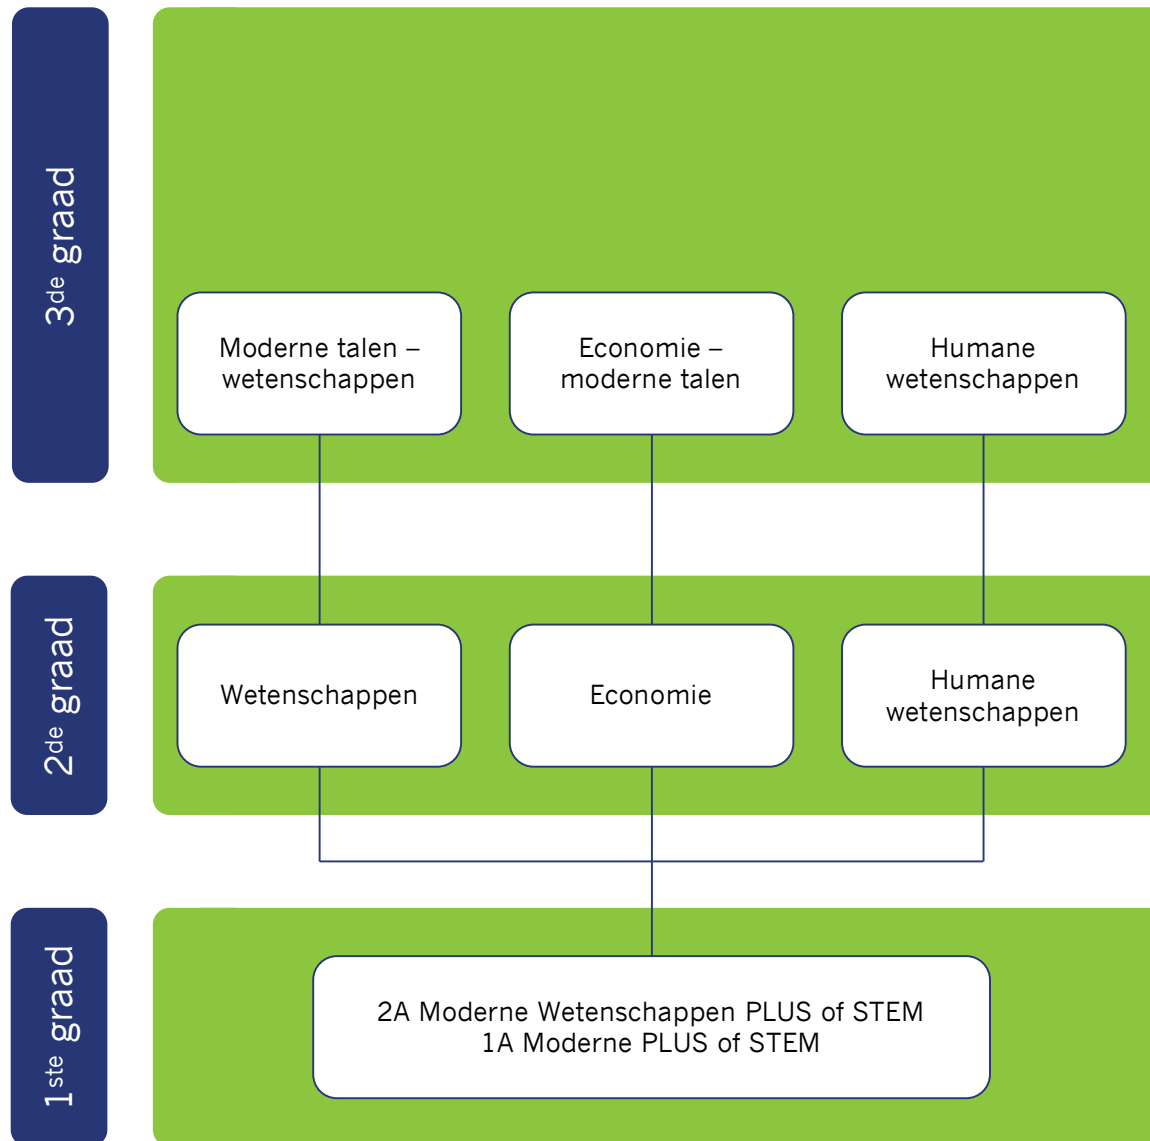 3de graad
Moderne talen –
wetenschappen
Economie –
moderne talen
Humane
wetenschappen
2de graad
Wetenschappen
Economie
Humane
wetenschappen
1ste graad
2A Moderne Wetenschappen PLUS of STEM
1A Moderne PLUS of STEM